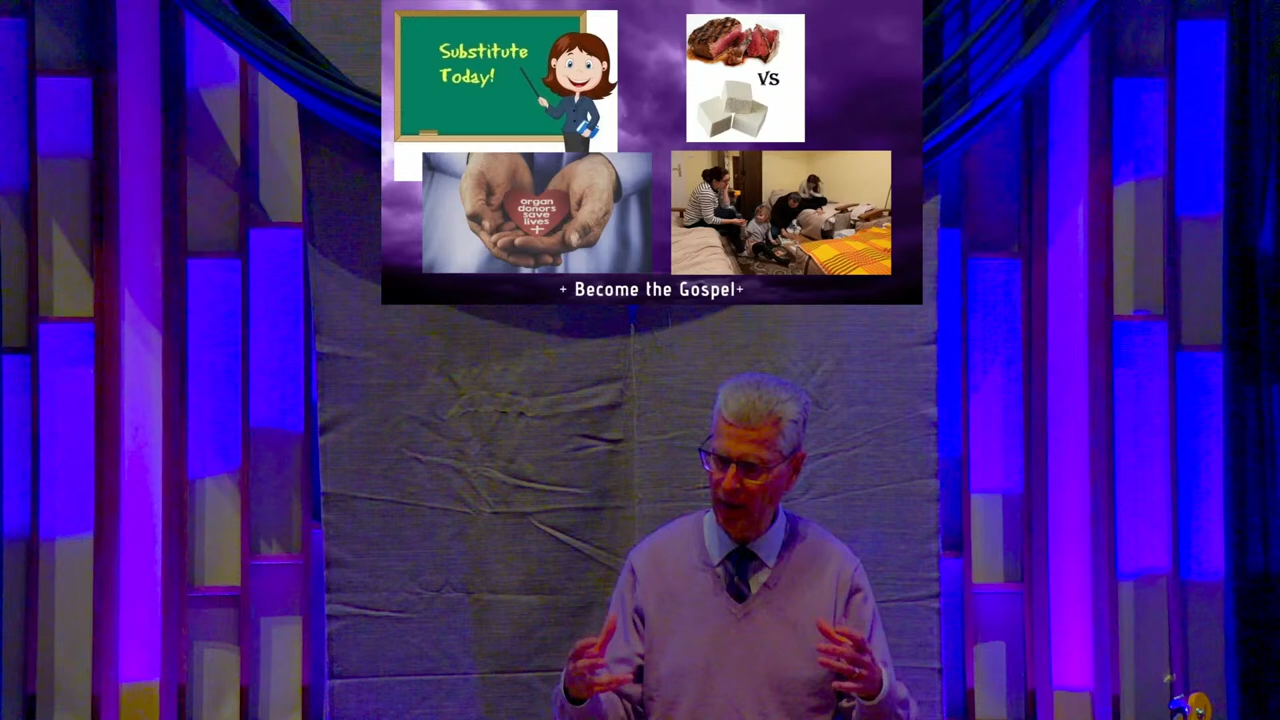 Substitute
Today!
VS
organ
donors
save
lives
+
+ Become the Gospel+